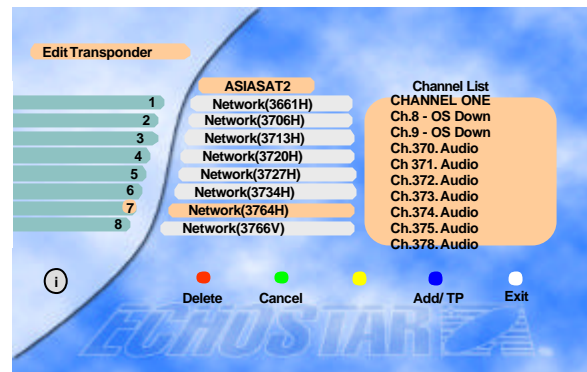 Edit Transponder
ASIASAT2
1 Network(3661H)
2 Network(3706H)
3 Network(3713H)
4 Network(3720H)
5 Network(3727H)
6 Network(3734H)
7 Network(3764H)
8 Network(3766V)
Channel List
CHANNEL ONE
Ch.8 - OS Down
Ch.9 - OS Down
Ch.370. Audio
Ch 371. Audio
Ch.372. Audio
Ch.373. Audio
Ch.374. Audio
Ch.375. Audio
Ch.378. Audio
i
Delete Cancel Add/ TP Exit
ECHOSTAR